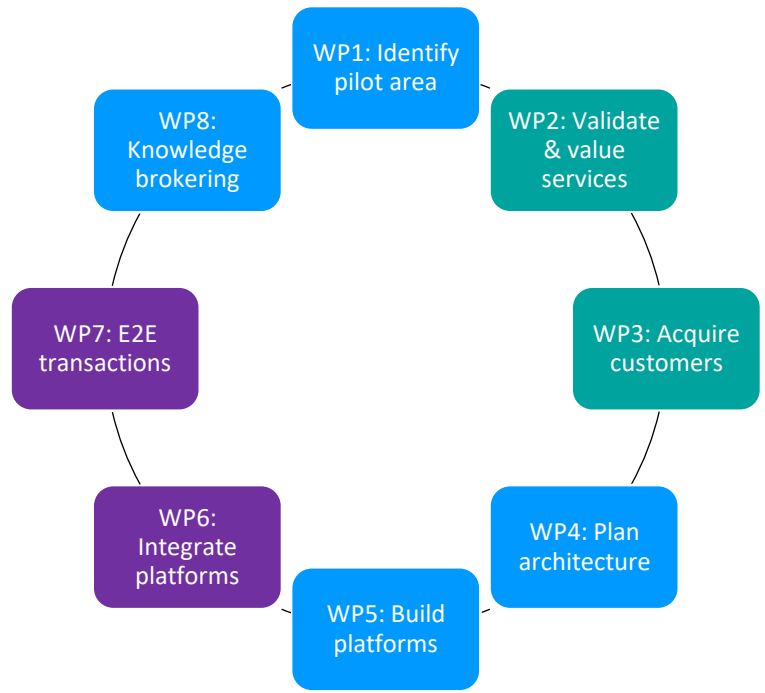 WP1: Identify
pilot area
WP2: Validate
& value
services
WP3: Acquire
customers
WP4: Plan
architecture
WP5: Build
platforms
WP6:
Integrate
platforms
WP7: E2E
transactions
WP8:
Knowledge
brokering